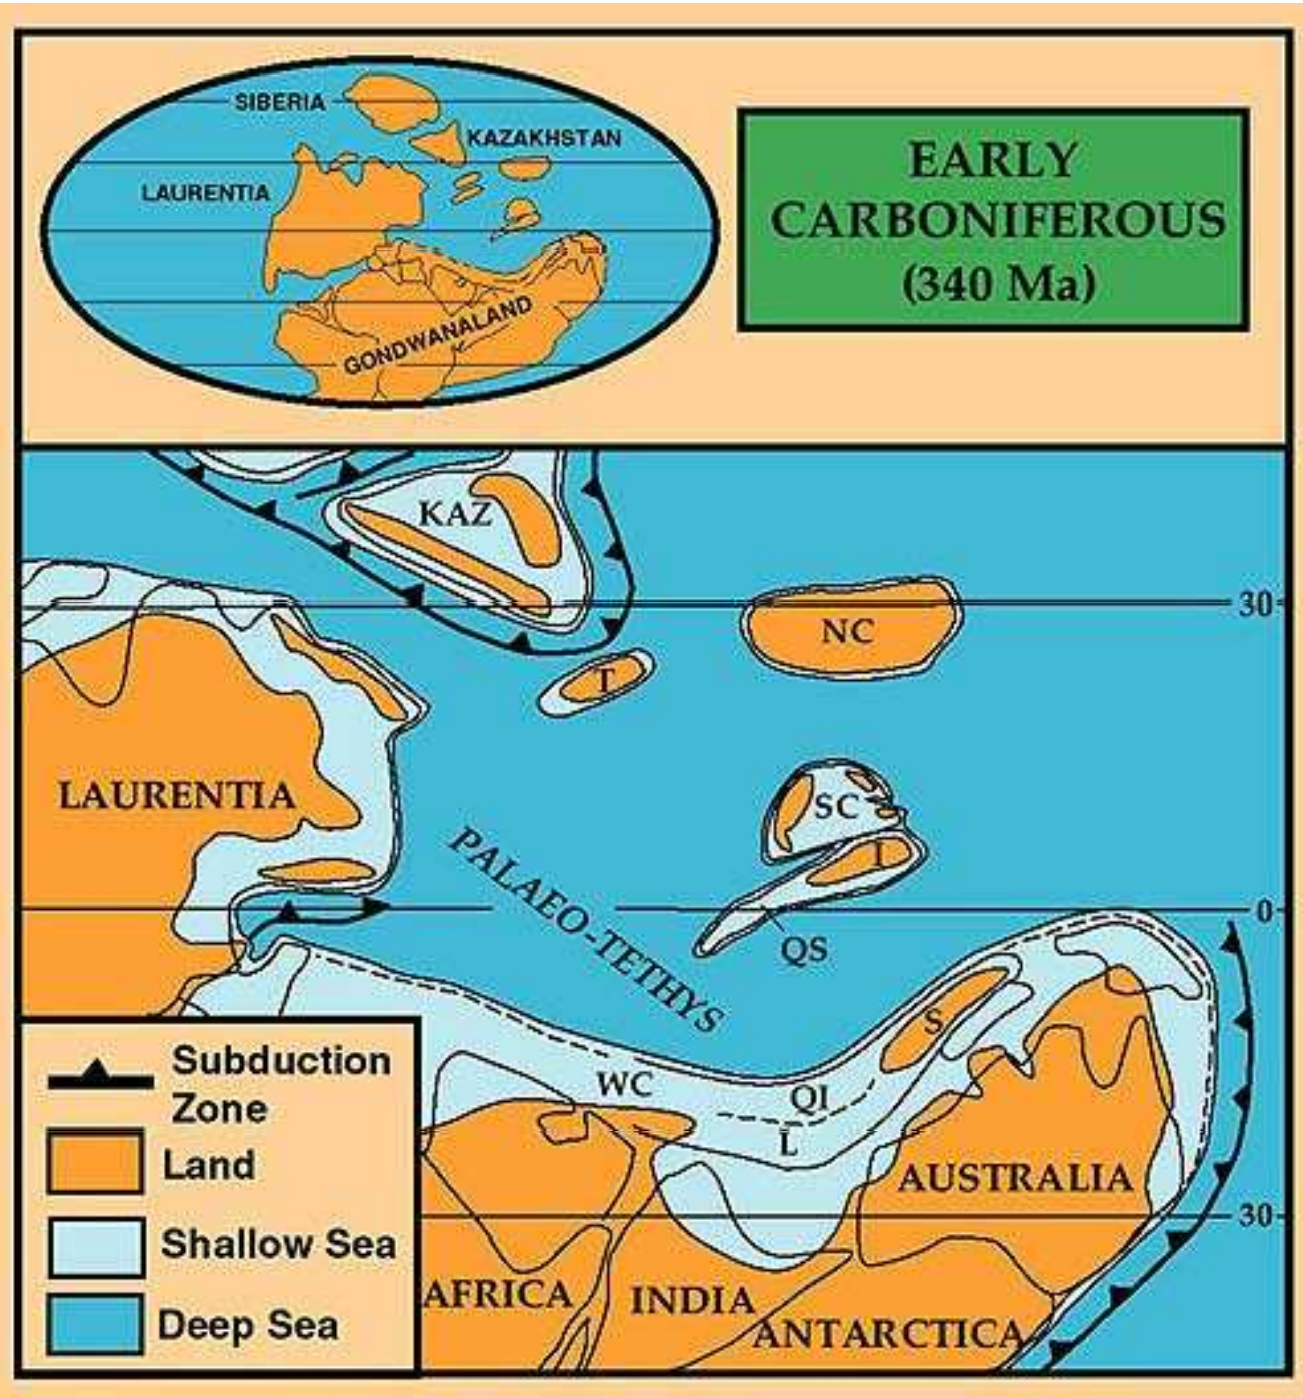 SIBERIA
KAZAKHSTAN
LAURENTIA
GONDWANALAND
EARLY
CARBONIFEROUS
(340 Ma)
KAZ
30
NC
T
LAURENTIA
SC
I
PALAEO-TETHYS
0
QS
S
WC
QI
L
AUSTRALIA
30
AFRICA
INDIA
ANTARCTICA
Subduction
Zone
Land
Shallow Sea
Deep Sea